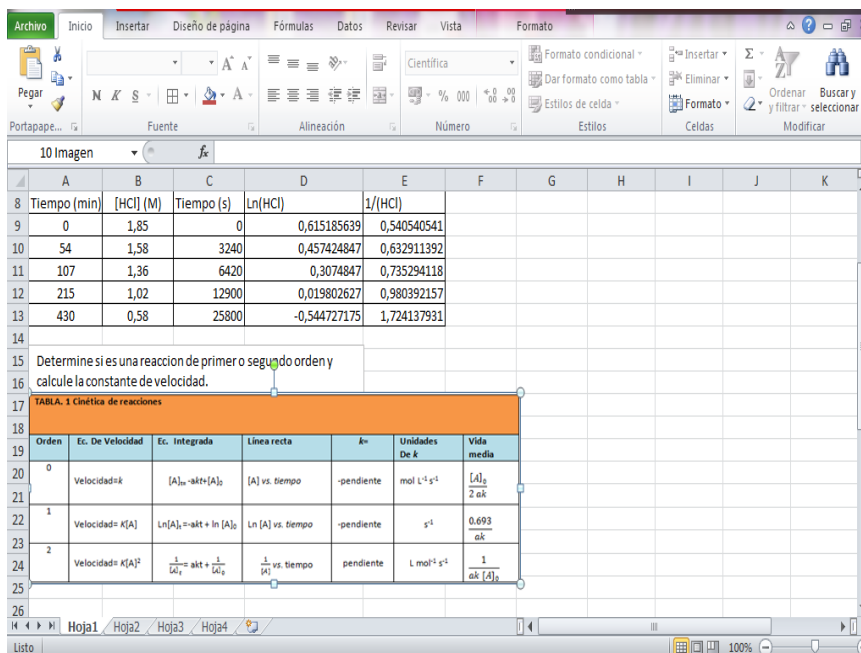 Archivo Inicio Insertar Diseño de página Fórmulas Datos Revisar Vista Formato
Pegar
N K S
A A
A
Científica
% 000
Formato condicional
Dar formato como tabla
Estilos de celda
Insertar
Eliminar
Formato
Σ
Ordenar y filtrar
Buscar y seleccionar
Portapape... Fuente Alineación Número Estilos Celdas Modificar
10 Imagen fx
A B C D E F G H I J K
8 Tiempo (min) [HCl] (M) Tiempo (s) Ln(HCl) 1/(HCl)
9 0 1,85 0 0,615185639 0,540540541
10 54 1,58 3240 0,457424847 0,632911392
11 107 1,36 6420 0,3074847 0,735294118
12 215 1,02 12900 0,019802627 0,980392157
13 430 0,58 25800 -0,544727175 1,724137931
14
15 Determine si es una reaccion de primer o segundo orden y
16 calcule la constante de velocidad.
17 TABLA. 1 Cinética de reacciones
18
19 Orden Ec. De Velocidad Ec. Integrada Línea recta k= Unidades De k Vida media
20
21 0 Velocidad=k [A] vs. tiempo -pendiente mol L⁻¹ s⁻¹ [A]₀ / 2 ak
22
23 1 Velocidad= K[A] Ln[A]ₜ=-akt + ln [A]₀ Ln [A] vs. tiempo -pendiente s⁻¹ 0.693 / ak
24 2 Velocidad= K[A]² 1/[A]ₜ = akt + 1/[A]₀ 1/[A] vs. tiempo pendiente L mol⁻¹ s⁻¹ 1 / ak [A]₀
25
26
Hoja1 Hoja2 Hoja3 Hoja4
Listo 100%